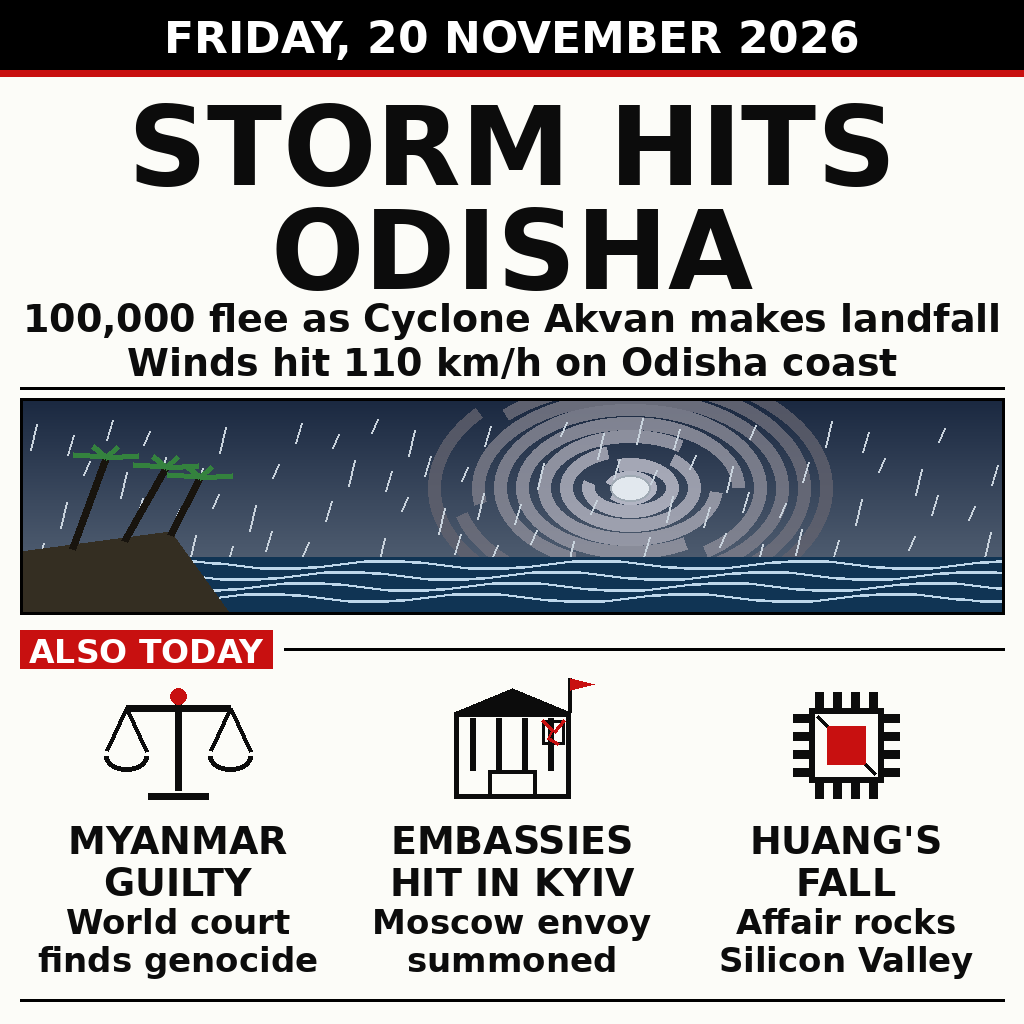 FRIDAY, 20 NOVEMBER 2026
STORM HITS
ODISHA
100,000 flee as Cyclone Akvan makes landfall
Winds hit 110 km/h on Odisha coast
ALSO TODAY
MYANMAR
GUILTY
World court
finds genocide
EMBASSIES
HIT IN KYIV
Moscow envoy
summoned
HUANG'S
FALL
Affair rocks
Silicon Valley